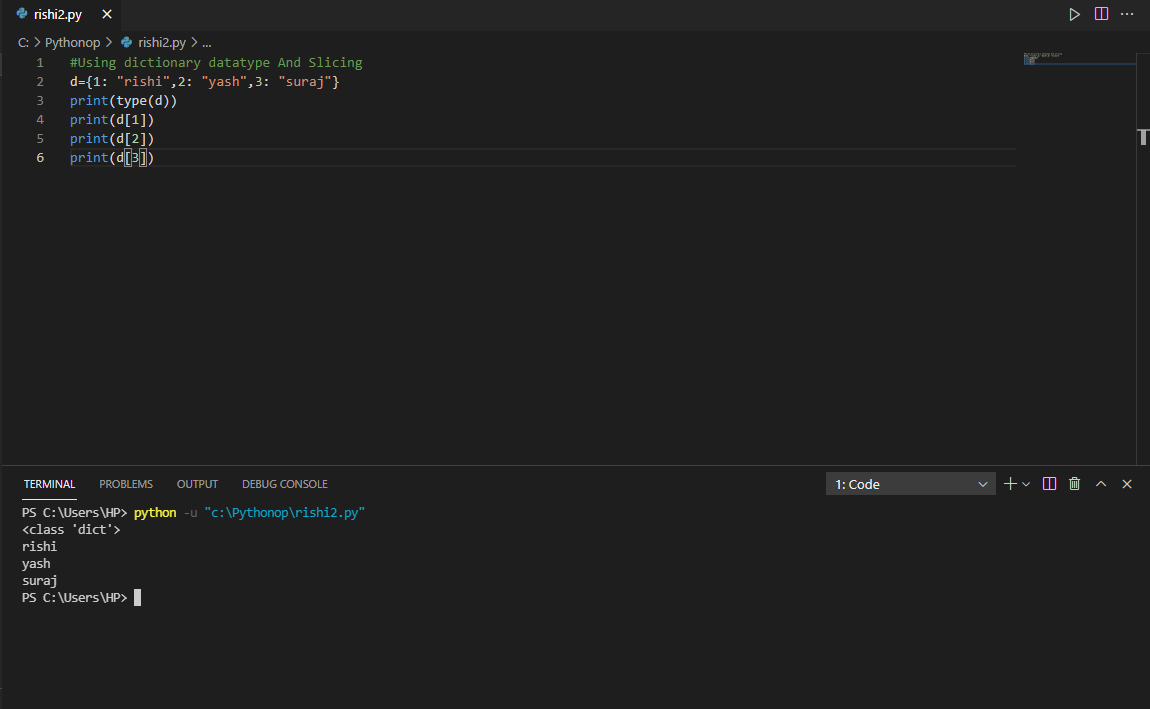 rishi2.py
C: > Pythonop > rishi2.py > ...
1 #Using dictionary datatype And Slicing
2 d={1: "rishi",2: "yash",3: "suraj"}
3 print(type(d))
4 print(d[1])
5 print(d[2])
6 print(d[3])
TERMINAL PROBLEMS OUTPUT DEBUG CONSOLE 1: Code
PS C:\Users\HP> python -u "c:\Pythonop\rishi2.py"
<class 'dict'>
rishi
yash
suraj
PS C:\Users\HP>